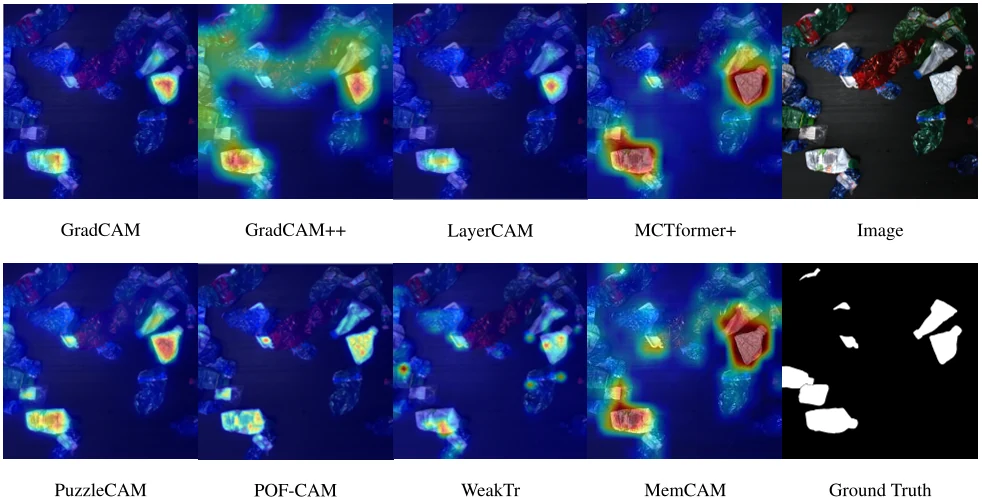 GradCAM
GradCAM++
LayerCAM
MCTformer+
Image
PuzzleCAM
POF-CAM
WeakTr
MemCAM
Ground Truth